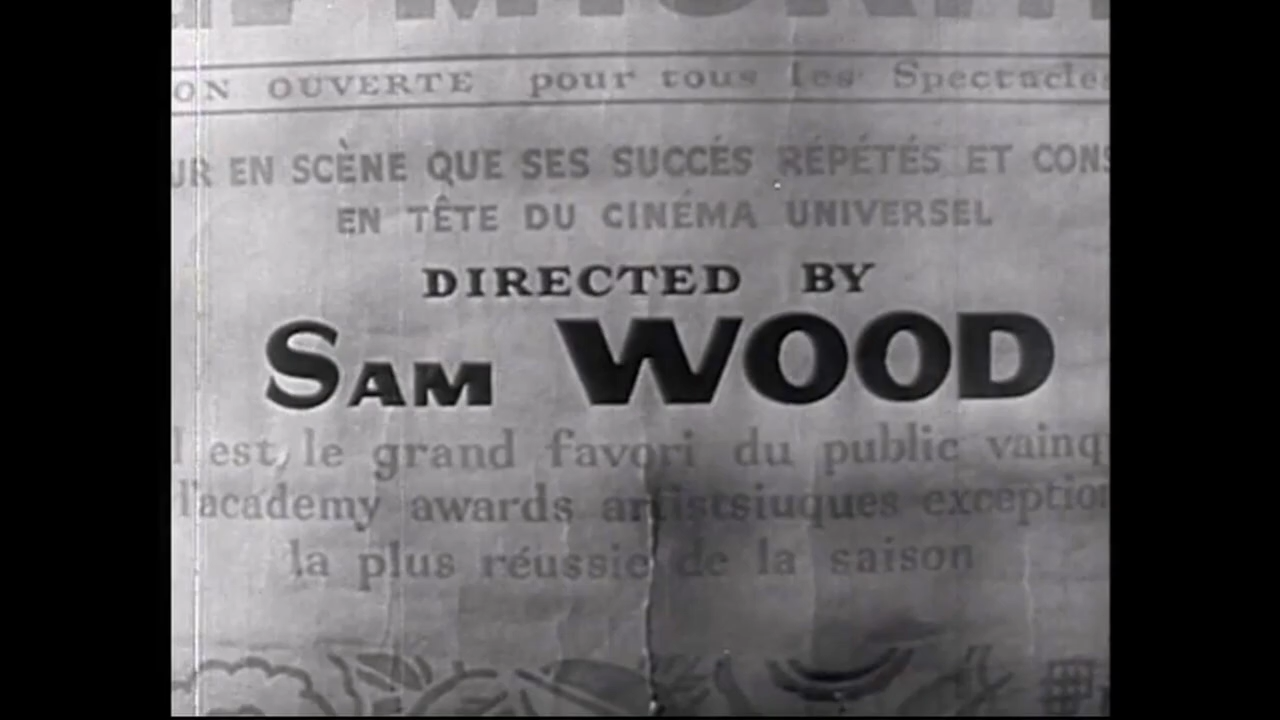 ON OUVERTE pour tous les Spectacles
UR EN SCÈNE QUE SES SUCCÉS RÉPÉTÉS ET CONS
EN TÊTE DU CINÉMA UNIVERSEL
DIRECTED BY
SAM WOOD
l est, le grand favori du public vainq
l'academy awards artistsiuques exception
la plus réussie de la saison